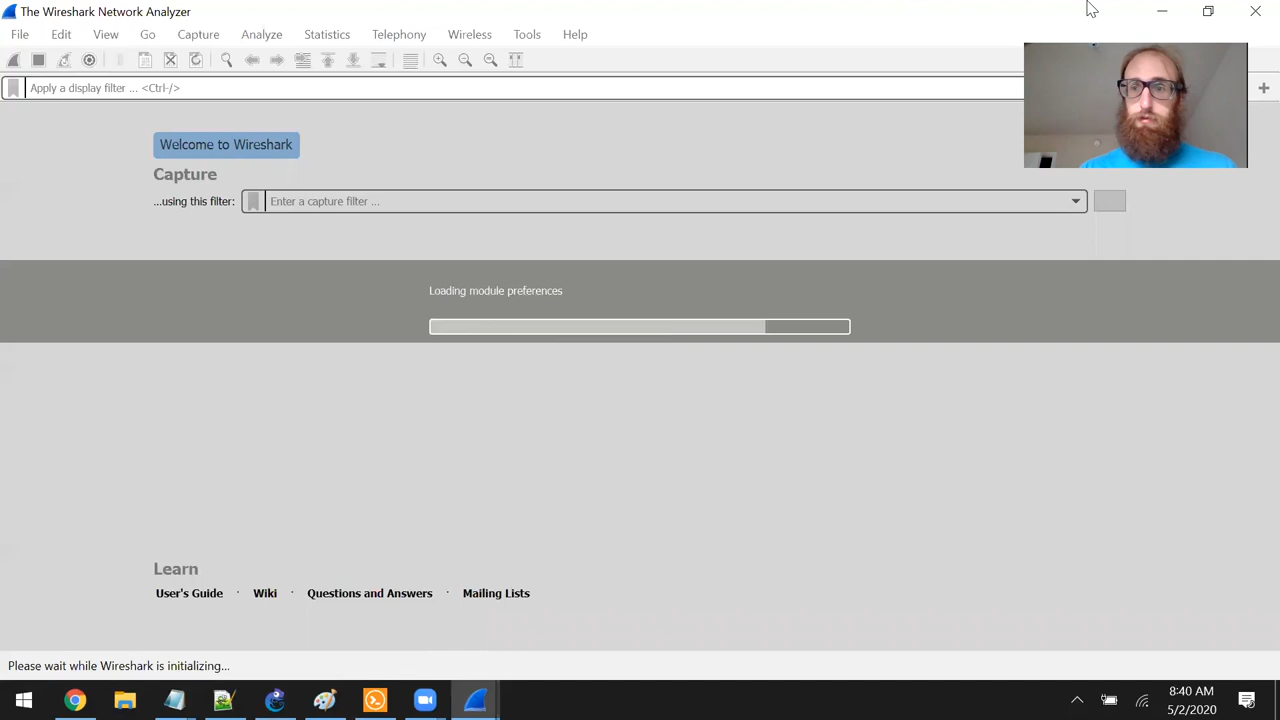 The Wireshark Network Analyzer
File Edit View Go Capture Analyze Statistics Telephony Wireless Tools Help
Apply a display filter ... <Ctrl-/>
Welcome to Wireshark
Capture
...using this filter: Enter a capture filter ...
Loading module preferences
Learn
User's Guide · Wiki · Questions and Answers · Mailing Lists
Please wait while Wireshark is initializing...
8:40 AM
5/2/2020